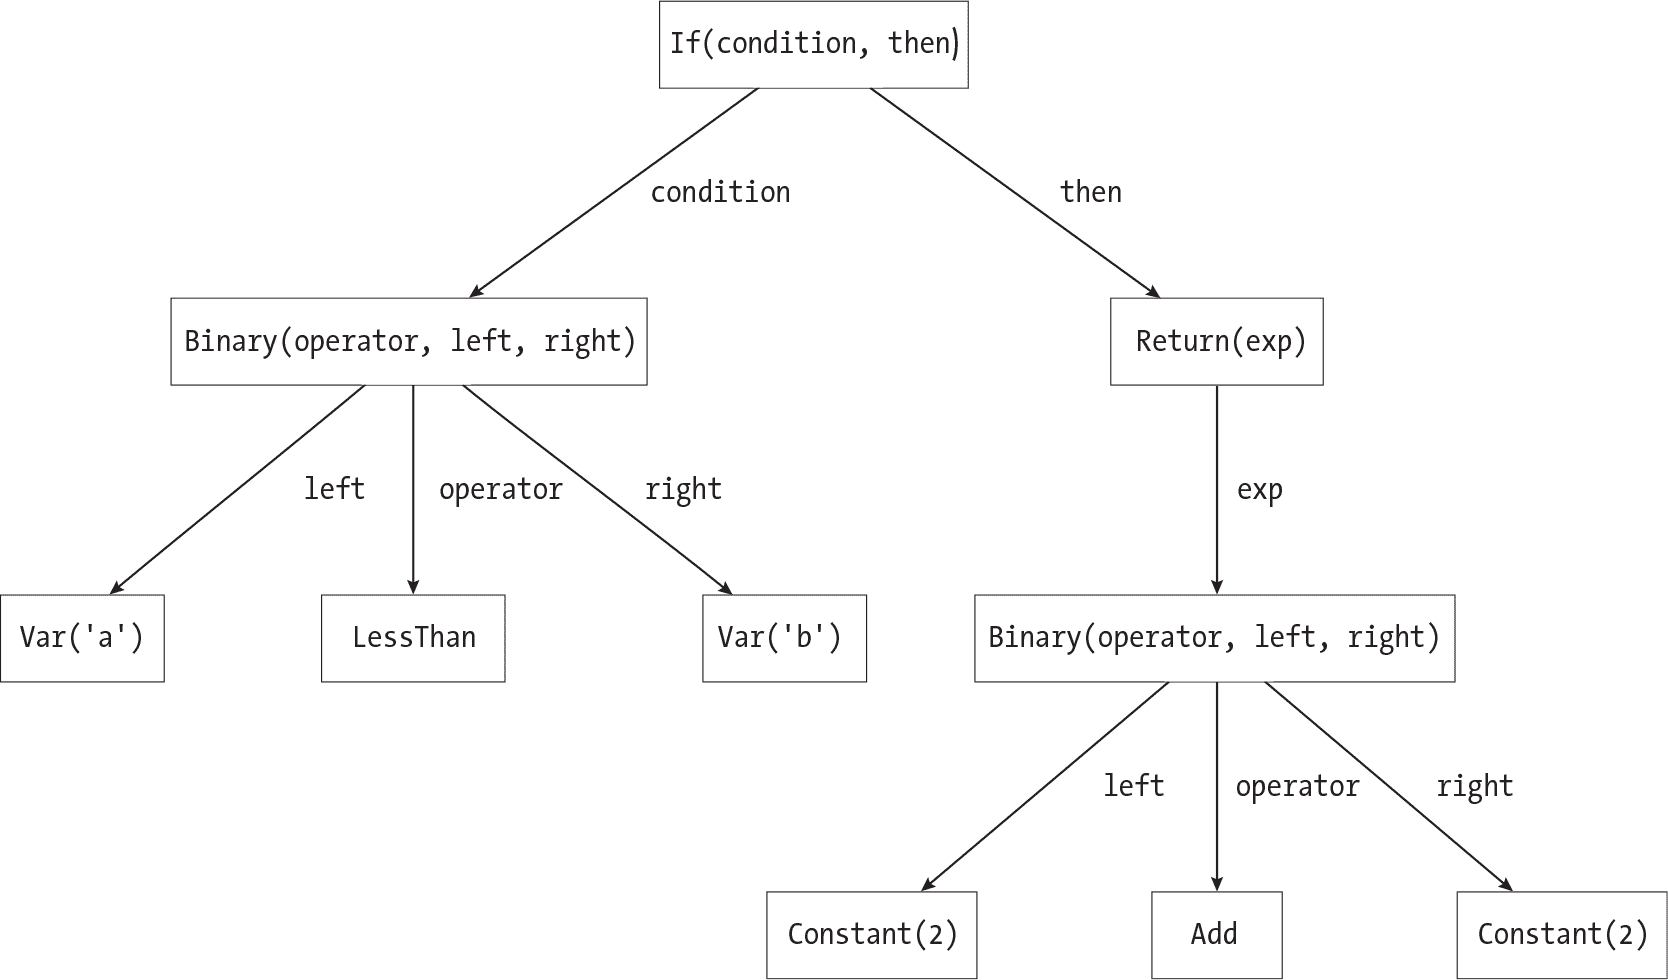 If(condition, then)
condition
then
Binary(operator, left, right)
Return(exp)
left
operator
right
exp
Var('a')
LessThan
Var('b')
Binary(operator, left, right)
left
operator
right
Constant(2)
Add
Constant(2)